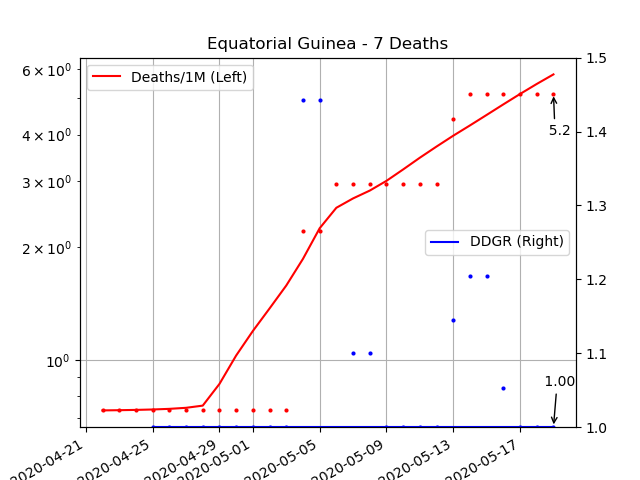 Equatorial Guinea - 7 Deaths
Deaths/1M (Left)
DDGR (Right)
5.2
1.00
6 × 10⁰
4 × 10⁰
3 × 10⁰
2 × 10⁰
10⁰
1.5
1.4
1.3
1.2
1.1
1.0
2020-04-21
2020-04-25
2020-04-29
2020-05-01
2020-05-05
2020-05-09
2020-05-13
2020-05-17